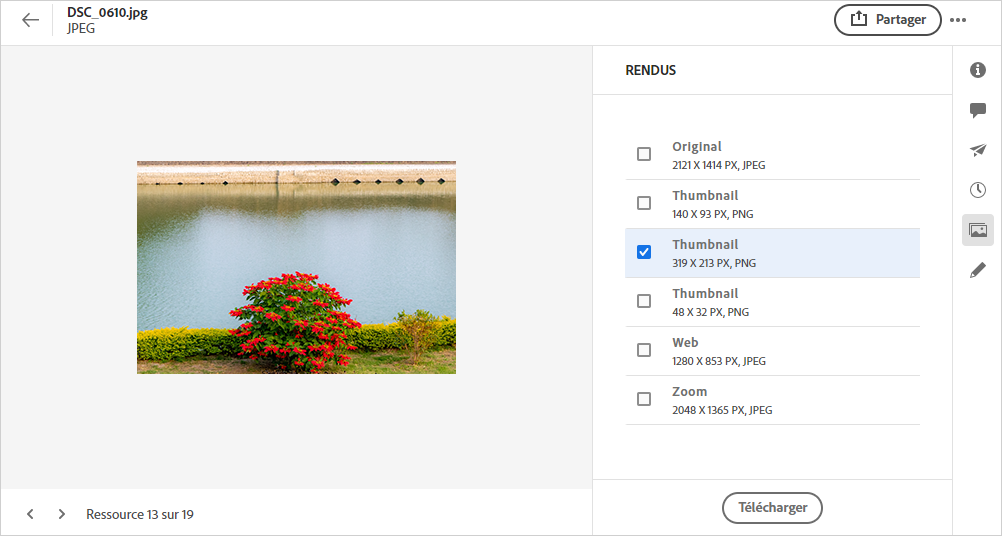 DSC_0610.jpg
JPEG
Partager
RENDUS
Original
2121 X 1414 PX, JPEG
Thumbnail
140 X 93 PX, PNG
Thumbnail
319 X 213 PX, PNG
Thumbnail
48 X 32 PX, PNG
Web
1280 X 853 PX, JPEG
Zoom
2048 X 1365 PX, JPEG
Ressource 13 sur 19
Télécharger